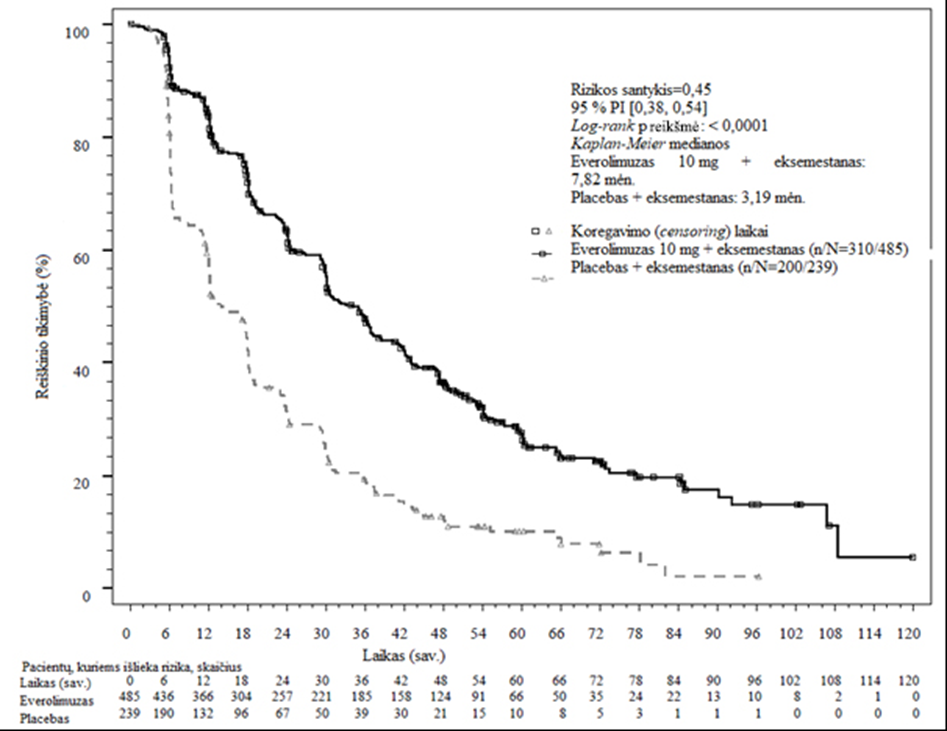 Reiškinio tikimybė (%)
100
80
60
40
20
0
Rizikos santykis=0,45
95 % PI [0,38, 0,54]
Log-rank p reikšmė: < 0,0001
Kaplan-Meier medianos
Everolimuzas 10 mg + eksemestanas:
7,82 mėn.
Placebas + eksemestanas: 3,19 mėn.
Koregavimo (censoring) laikai
Everolimuzas 10 mg + eksemestanas (n/N=310/485)
Placebas + eksemestanas (n/N=200/239)
0 6 12 18 24 30 36 42 48 54 60 66 72 78 84 90 96 102 108 114 120
Laikas (sav.)
Pacientų, kuriems išlieka rizika, skaičius
Laikas (sav.) 0 6 12 18 24 30 36 42 48 54 60 66 72 78 84 90 96 102 108 114 120
Everolimuzas 485 436 366 304 257 221 185 158 124 91 66 50 35 24 22 13 10 8 2 1 0
Placebas 239 190 132 96 67 50 39 30 21 15 10 8 5 3 1 1 1 0 0 0 0